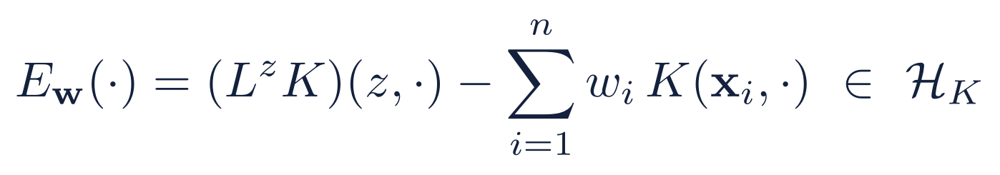 E_𝐰(·) = (L^z K)(z, ·) − ∑_{i=1}^{n} w_i K(𝐱_i, ·) ∈ ℋ_K